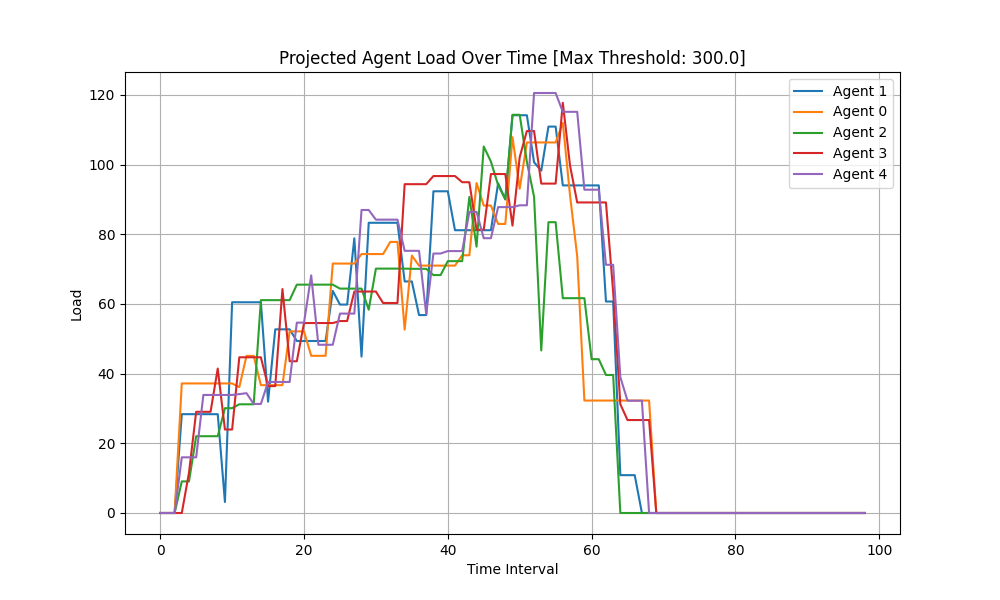 Projected Agent Load Over Time [Max Threshold: 300.0]
Agent 1
Agent 0
Agent 2
Agent 3
Agent 4
Load
120
100
80
60
40
20
0
0 20 40 60 80 100
Time Interval